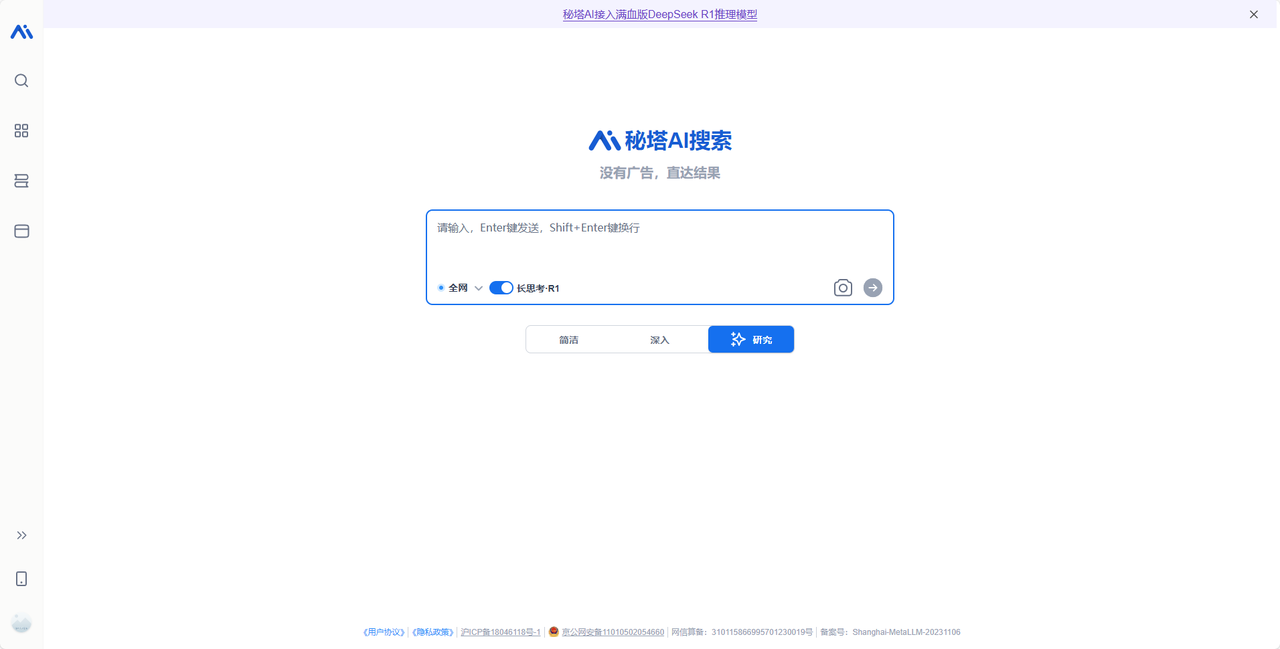 秘塔AI接入满血版DeepSeek R1推理模型
秘塔AI搜索
没有广告，直达结果
请输入，Enter键发送，Shift+Enter键换行
全网 长思考·R1
简洁 深入 研究
《用户协议》 《隐私政策》 沪ICP备18046118号-1 京公网安备11010502054660 网信算备：310115866995701230019号 备案号：Shanghai-MetaLLM-20231106